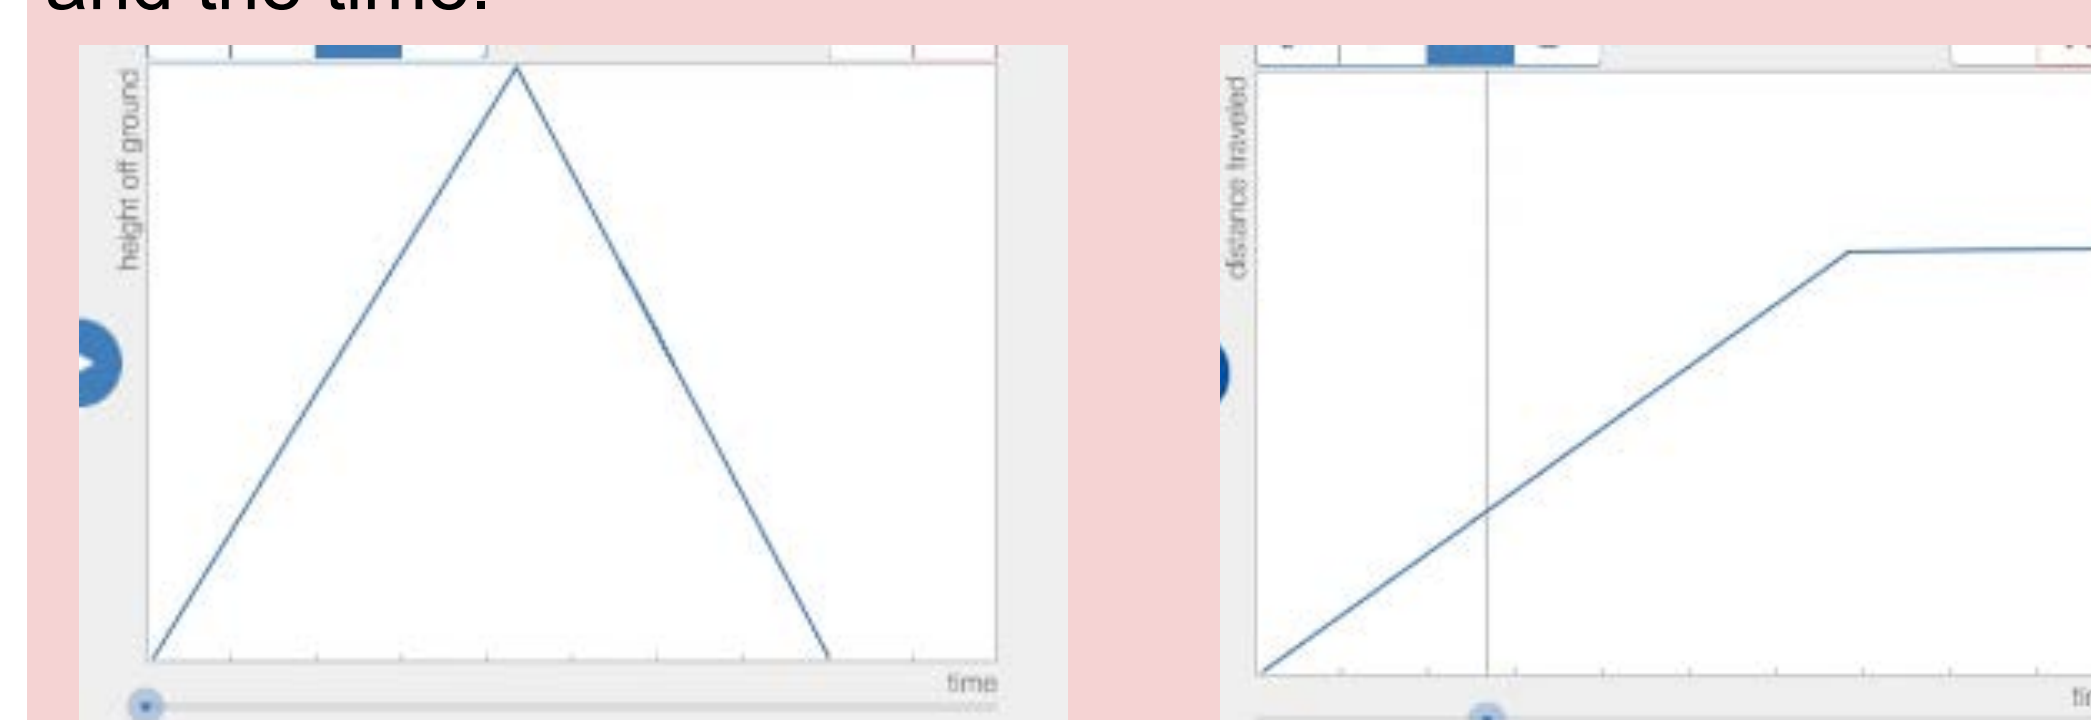 and the time.
height off ground
time
distance traveled